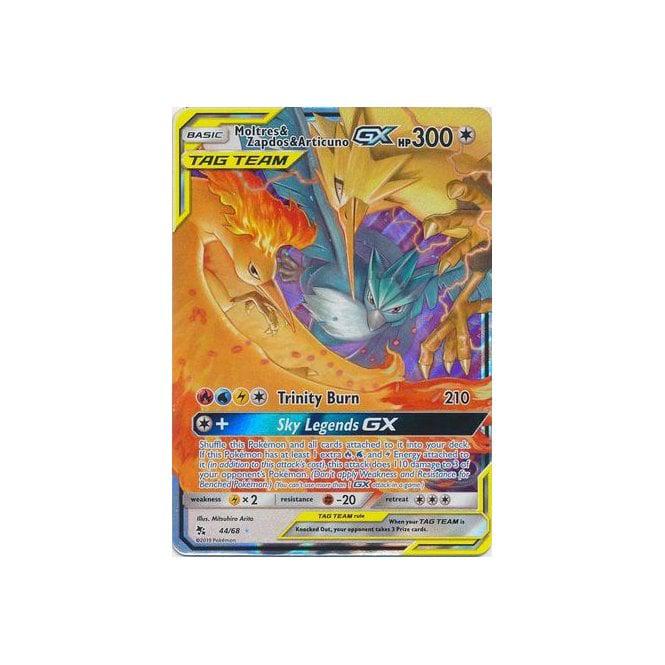 BASIC Moltres& Zapdos&Articuno GX HP300
TAG TEAM
Trinity Burn 210
+ Sky Legends GX
Shuffle this Pokémon and all cards attached to it into your deck.
If this Pokémon has at least 1 extra , , and Energy attached to
it (in addition to this attack's cost), this attack does 110 damage to 3 of
your opponent's Pokémon. (Don't apply Weakness and Resistance for
Benched Pokémon.) (You can't use more than 1 GX attack in a game.)
weakness ×2 resistance -20 retreat
TAG TEAM rule
Illus. Mitsuhiro Arita When your TAG TEAM is
44/68 Knocked Out, your opponent takes 3 Prize cards.
©2019 Pokémon